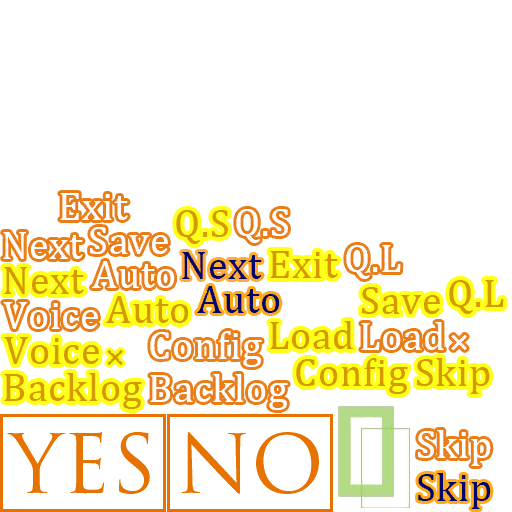 Exit
Q.S Q.S
Next Save
Next Exit Q.L
Next Auto
Auto Save Q.L
Voice Auto
Config Load Load ×
Voice ×
Config Skip
Backlog Backlog
YES NO
Skip
Skip